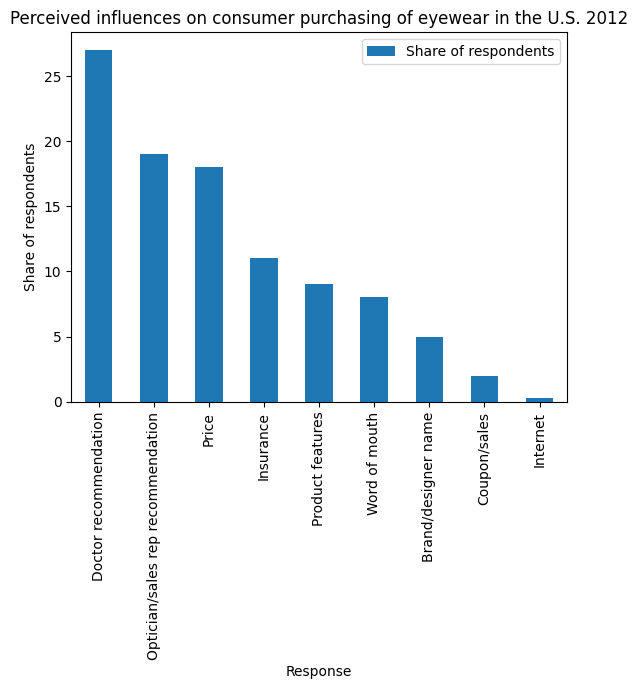 Perceived influences on consumer purchasing of eyewear in the U.S. 2012
Share of respondents
Share of respondents
25
20
15
10
5
0
Doctor recommendation
Optician/sales rep recommendation
Price
Insurance
Product features
Word of mouth
Brand/designer name
Coupon/sales
Internet
Response